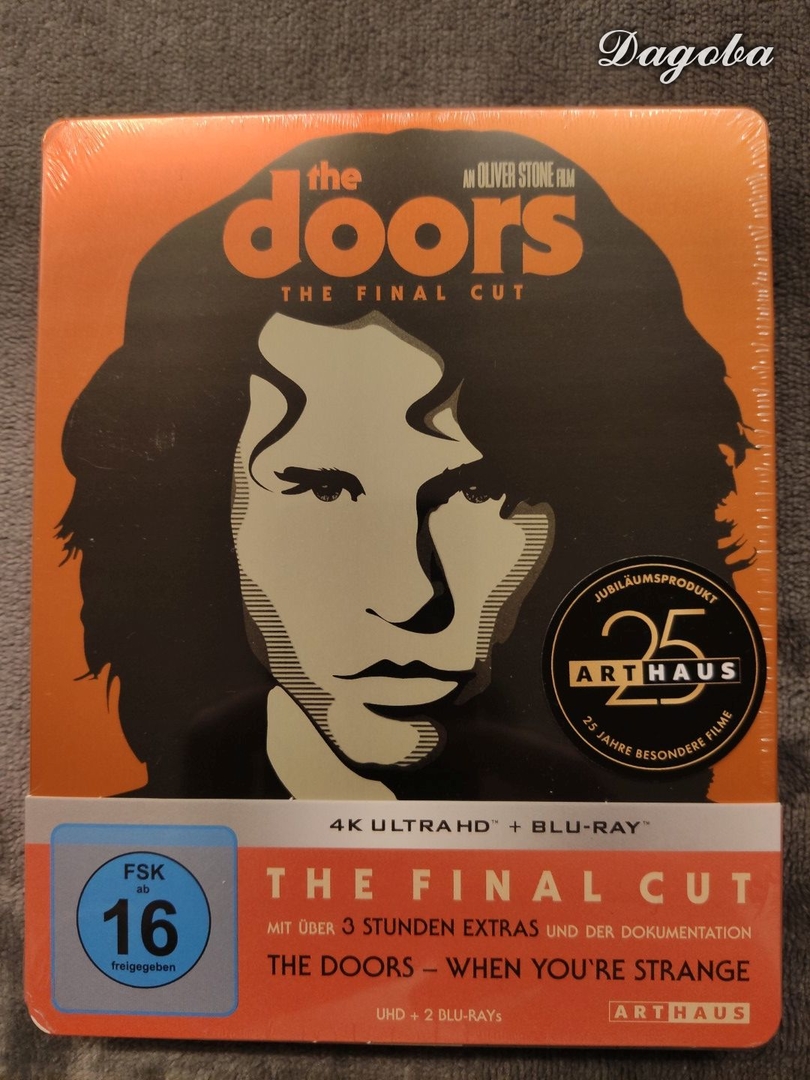 Dagoba
the
AN OLIVER STONE FILM
doors
THE FINAL CUT
JUBILÄUMSPRODUKT
25
ARTHAUS
25 JAHRE BESONDERE FILME
4K ULTRA HD™ + BLU-RAY™
FSK
ab
16
freigegeben
THE FINAL CUT
MIT ÜBER 3 STUNDEN EXTRAS UND DER DOKUMENTATION
THE DOORS – WHEN YOU'RE STRANGE
UHD + 2 BLU-RAYs
ARTHAUS